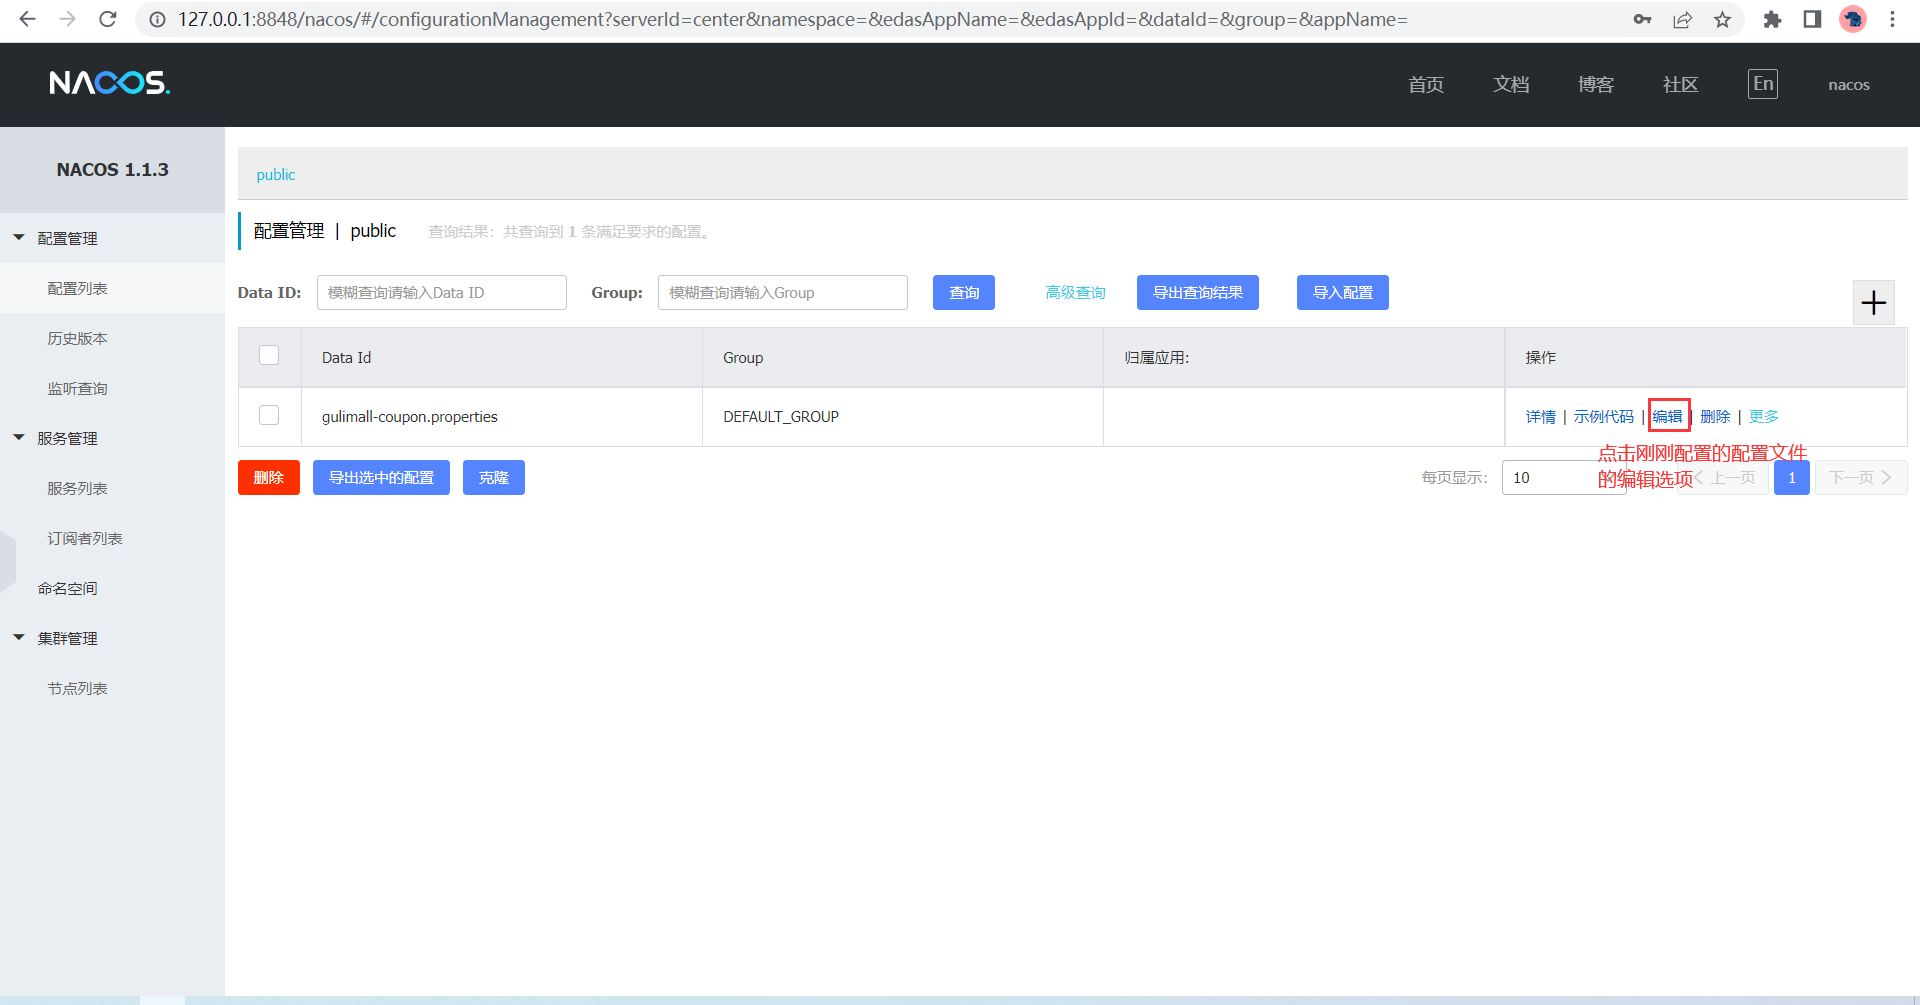 127.0.0.1:8848/nacos/#/configurationManagement?serverId=center&namespace=&edasAppName=&edasAppId=&dataId=&group=&appName=
NACOS.
首页 文档 博客 社区 En nacos
NACOS 1.1.3
配置管理
配置列表
历史版本
监听查询
服务管理
服务列表
订阅者列表
命名空间
集群管理
节点列表
public
配置管理 | public 查询结果：共查询到 1 条满足要求的配置。
Data ID: 模糊查询请输入Data ID Group: 模糊查询请输入Group 查询 高级查询 导出查询结果 导入配置
Data Id Group 归属应用: 操作
gulimall-coupon.properties DEFAULT_GROUP 详情 | 示例代码 | 编辑 | 删除 | 更多
点击刚刚配置的配置文件
的编辑选项
删除 导出选中的配置 克隆 每页显示： 10 上一页 1 下一页